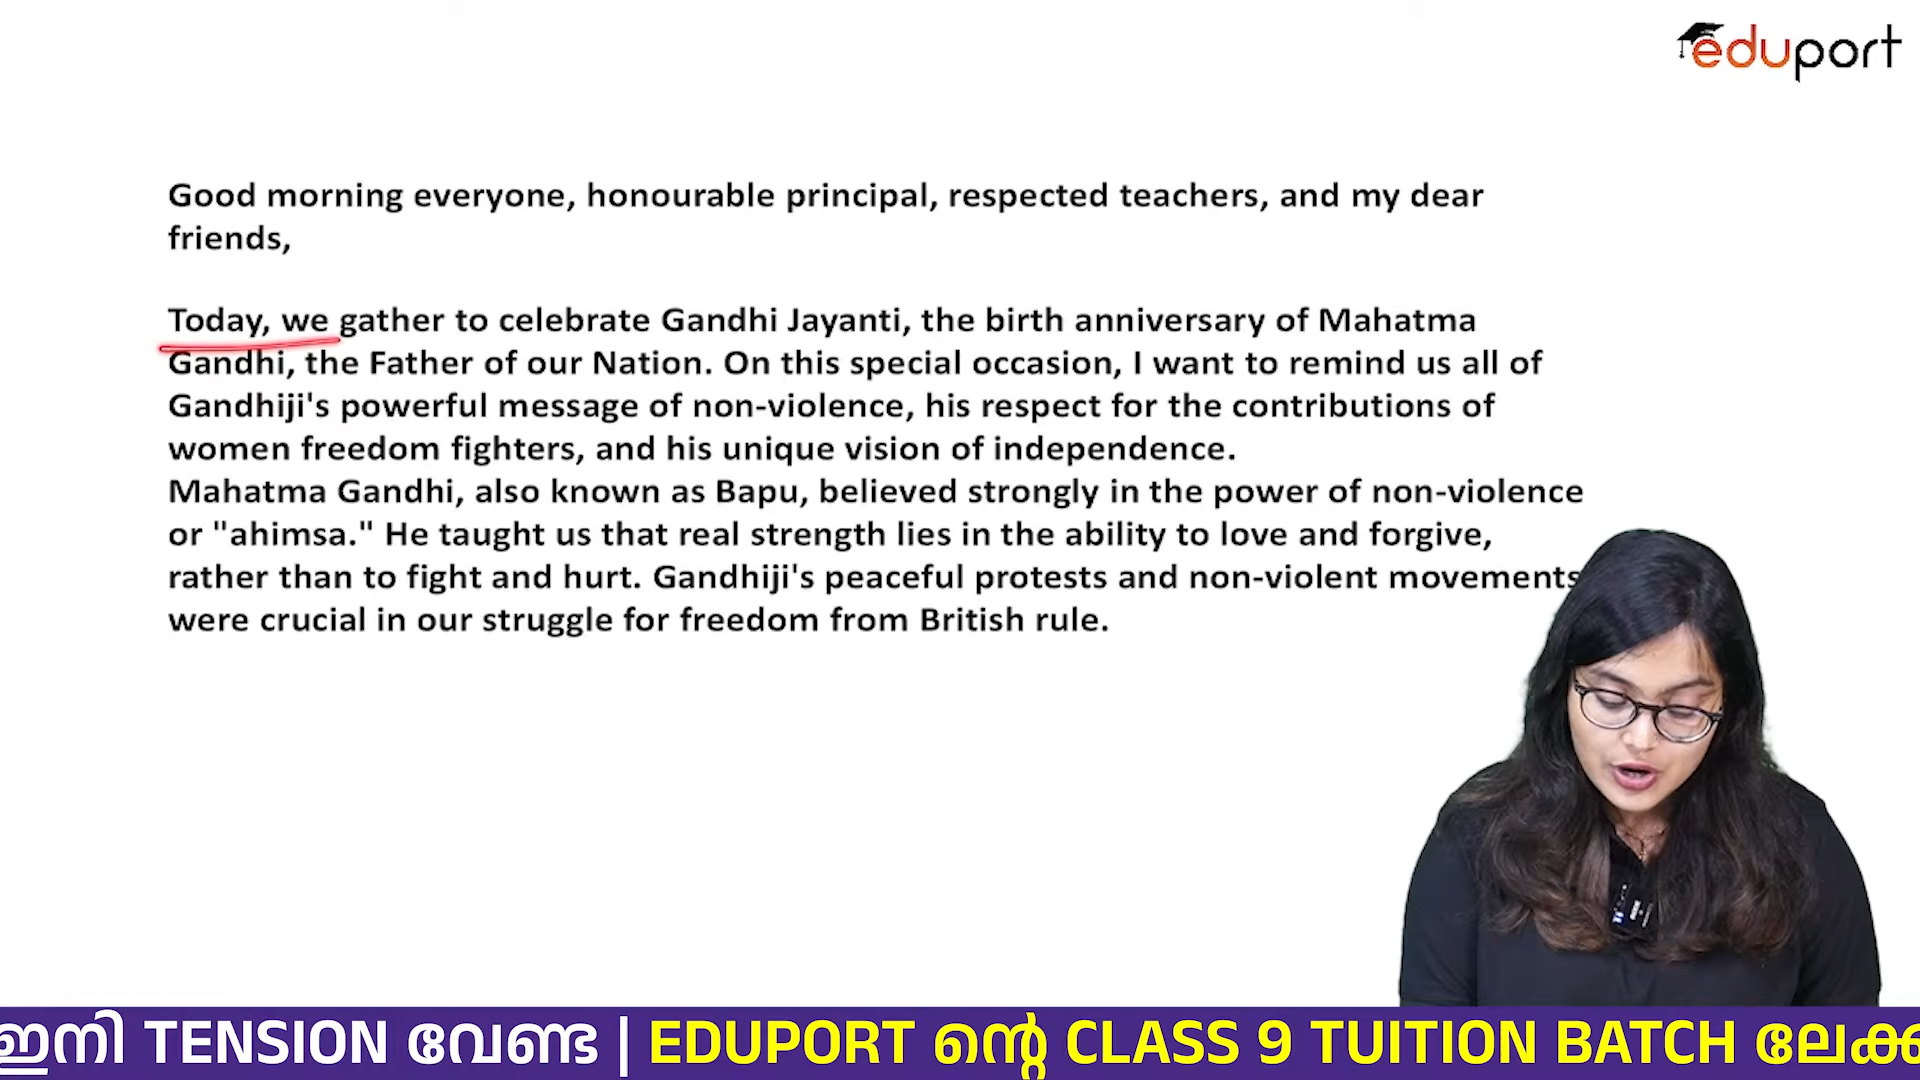 eduport
Good morning everyone, honourable principal, respected teachers, and my dear
friends,
Today, we gather to celebrate Gandhi Jayanti, the birth anniversary of Mahatma
Gandhi, the Father of our Nation. On this special occasion, I want to remind us all of
Gandhiji's powerful message of non-violence, his respect for the contributions of
women freedom fighters, and his unique vision of independence.
Mahatma Gandhi, also known as Bapu, believed strongly in the power of non-violence
or "ahimsa." He taught us that real strength lies in the ability to love and forgive,
rather than to fight and hurt. Gandhiji's peaceful protests and non-violent movements
were crucial in our struggle for freedom from British rule.
ഇനി TENSION വേണ്ട | EDUPORT ന്റെ CLASS 9 TUITION BATCH